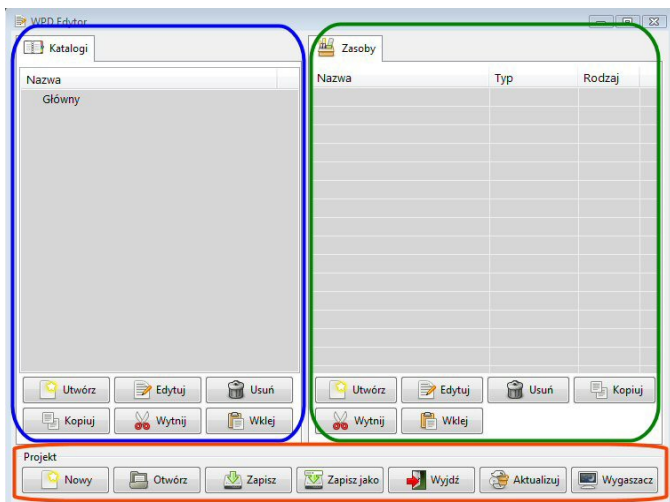 WPD Edytor
Katalogi
Nazwa
Główny
Utwórz Edytuj Usuń
Kopiuj Wytnij Wklej
Zasoby
Nazwa Typ Rodzaj
Utwórz Edytuj Usuń Kopiuj
Wytnij Wklej
Projekt
Nowy Otwórz Zapisz Zapisz jako Wyjdź Aktualizuj Wygaszacz